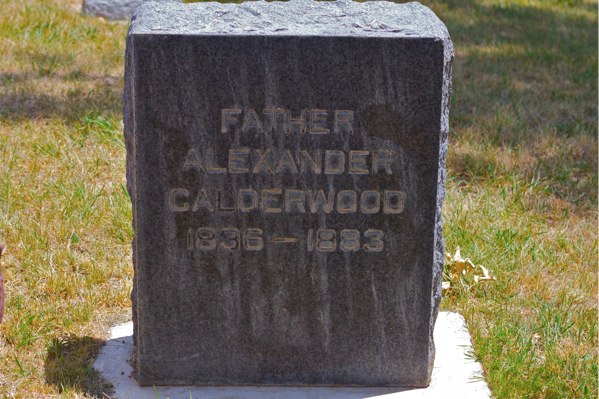 FATHER
ALEXANDER
CALDERWOOD
1836 — 1883